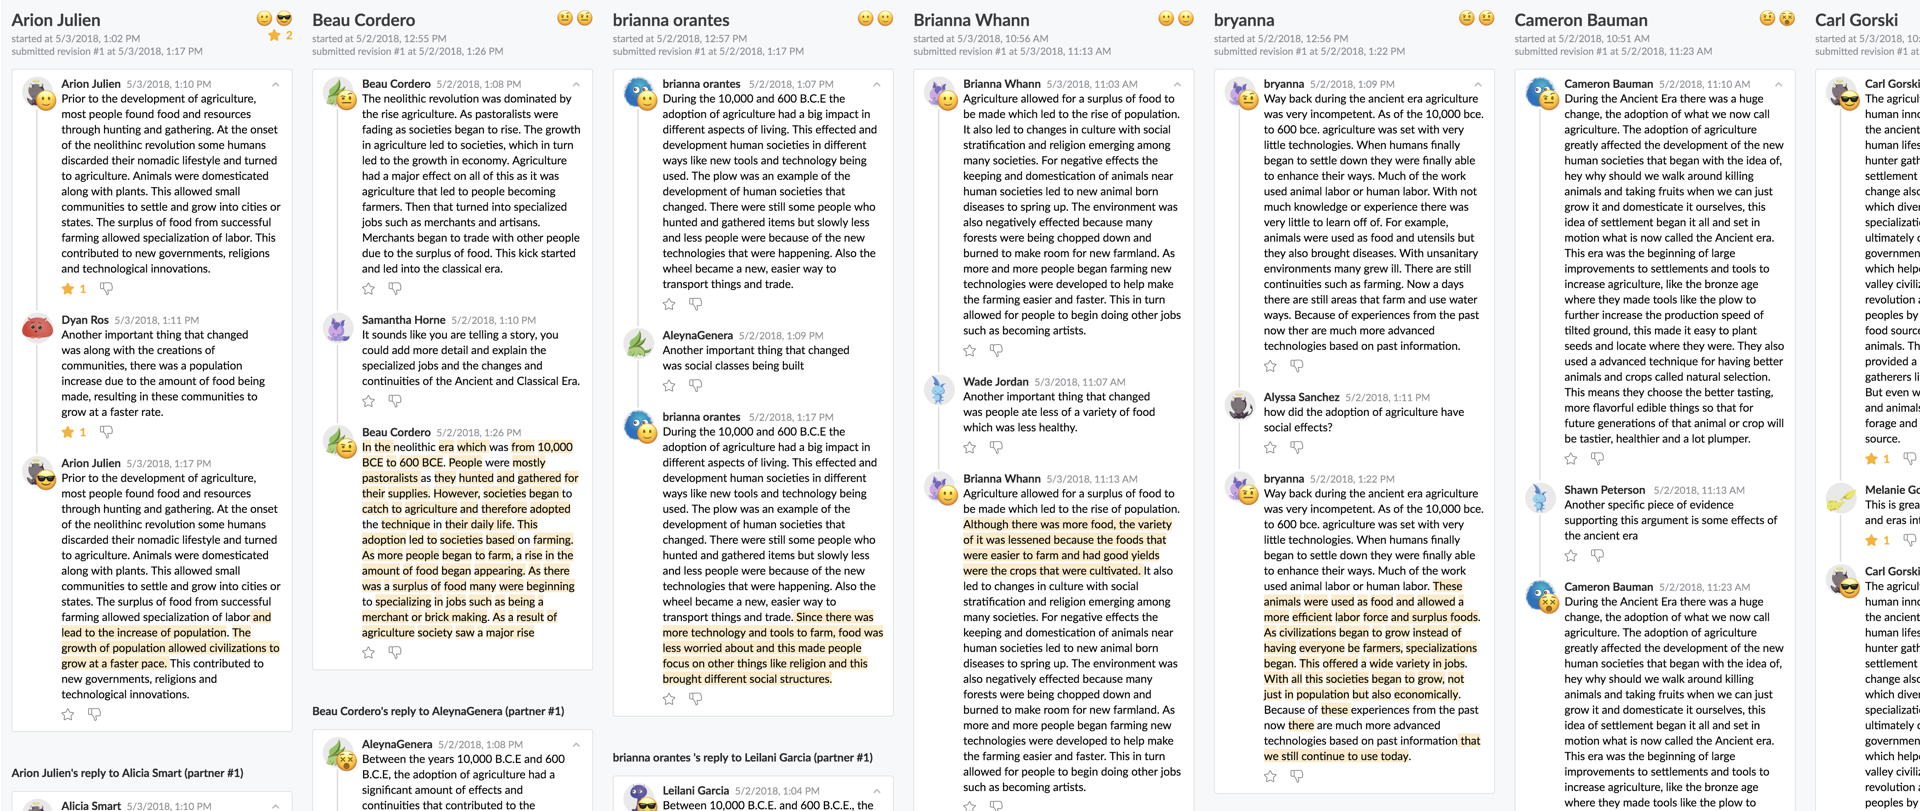 Arion Julien
started at 5/3/2018, 1:02 PM
2
submitted revision #1 at 5/3/2018, 1:17 PM
Arion Julien 5/3/2018, 1:10 PM
Prior to the development of agriculture,
most people found food and resources
through hunting and gathering. At the onset
of the neolithinc revolution some humans
discarded their nomadic lifestyle and turned
to agriculture. Animals were domesticated
along with plants. This allowed small
communities to settle and grow into cities or
states. The surplus of food from successful
farming allowed specialization of labor. This
contributed to new governments, religions
and technological innovations.
1
Dyan Ros 5/3/2018, 1:11 PM
Another important thing that changed
was along with the creations of
communities, there was a population
increase due to the amount of food being
made, resulting in these communities to
grow at a faster rate.
1
Arion Julien 5/3/2018, 1:17 PM
Prior to the development of agriculture,
most people found food and resources
through hunting and gathering. At the onset
of the neolithinc revolution some humans
discarded their nomadic lifestyle and turned
to agriculture. Animals were domesticated
along with plants. This allowed small
communities to settle and grow into cities or
states. The surplus of food from successful
farming allowed specialization of labor and
lead to the increase of population. The
growth of population allowed civilizations to
grow at a faster pace. This contributed to
new governments, religions and
technological innovations.
Arion Julien's reply to Alicia Smart (partner #1)
Alicia Smart 5/3/2018, 1:10 PM
Beau Cordero
started at 5/2/2018, 12:55 PM
submitted revision #1 at 5/2/2018, 1:26 PM
Beau Cordero 5/2/2018, 1:08 PM
The neolithic revolution was dominated by
the rise agriculture. As pastoralists were
fading as societies began to rise. The growth
in agriculture led to societies, which in turn
led to the growth in economy. Agriculture
had a major effect on all of this as it was
agriculture that led to people becoming
farmers. Then that turned into specialized
jobs such as merchants and artisans.
Merchants began to trade with other people
due to the surplus of food. This kick started
and led into the classical era.
Samantha Horne 5/2/2018, 1:10 PM
It sounds like you are telling a story, you
could add more detail and explain the
specialized jobs and the changes and
continuities of the Ancient and Classical Era.
Beau Cordero 5/2/2018, 1:26 PM
In the neolithic era which was from 10,000
BCE to 600 BCE. People were mostly
pastoralists as they hunted and gathered for
their supplies. However, societies began to
catch to agriculture and therefore adopted
the technique in their daily life. This
adoption led to societies based on farming.
As more people began to farm, a rise in the
amount of food began appearing. As there
was a surplus of food many were beginning
to specializing in jobs such as being a
merchant or brick making. As a result of
agriculture society saw a major rise
Beau Cordero's reply to AleynaGenera (partner #1)
AleynaGenera 5/2/2018, 1:08 PM
Between the years 10,000 B.C.E and 600
B.C.E, the adoption of agriculture had a
significant amount of effects and
continuities that contributed to the
brianna orantes
started at 5/2/2018, 12:57 PM
submitted revision #1 at 5/2/2018, 1:17 PM
brianna orantes 5/2/2018, 1:07 PM
During the 10,000 and 600 B.C.E the
adoption of agriculture had a big impact in
different aspects of living. This effected and
development human societies in different
ways like new tools and technology being
used. The plow was an example of the
development of human societies that
changed. There were still some people who
hunted and gathered items but slowly less
and less people were because of the new
technologies that were happening. Also the
wheel became a new, easier way to
transport things and trade.
AleynaGenera 5/2/2018, 1:09 PM
Another important thing that changed
was social classes being built
brianna orantes 5/2/2018, 1:17 PM
During the 10,000 and 600 B.C.E the
adoption of agriculture had a big impact in
different aspects of living. This effected and
development human societies in different
ways like new tools and technology being
used. The plow was an example of the
development of human societies that
changed. There were still some people who
hunted and gathered items but slowly less
and less people were because of the new
technologies that were happening. Also the
wheel became a new, easier way to
transport things and trade. Since there was
more technology and tools to farm, food was
less worried about and this made people
focus on other things like religion and this
brought different social structures.
brianna orantes 's reply to Leilani Garcia (partner #1)
Leilani Garcia 5/2/2018, 1:04 PM
Between 10,000 B.C.E. and 600 B.C.E., the
Brianna Whann
started at 5/3/2018, 10:56 AM
submitted revision #1 at 5/3/2018, 11:13 AM
Brianna Whann 5/3/2018, 11:03 AM
Agriculture allowed for a surplus of food to
be made which led to the rise of population.
It also led to changes in culture with social
stratification and religion emerging among
many societies. For negative effects the
keeping and domestication of animals near
human societies led to new animal born
diseases to spring up. The environment was
also negatively effected because many
forests were being chopped down and
burned to make room for new farmland. As
more and more people began farming new
technologies were developed to help make
the farming easier and faster. This in turn
allowed for people to begin doing other jobs
such as becoming artists.
Wade Jordan 5/3/2018, 11:07 AM
Another important thing that changed
was people ate less of a variety of food
which was less healthy.
Brianna Whann 5/3/2018, 11:13 AM
Agriculture allowed for a surplus of food to
be made which led to the rise of population.
Although there was more food, the variety
of it was lessened because the foods that
were easier to farm and had good yields
were the crops that were cultivated. It also
led to changes in culture with social
stratification and religion emerging among
many societies. For negative effects the
keeping and domestication of animals near
human societies led to new animal born
diseases to spring up. The environment was
also negatively effected because many
forests were being chopped down and
burned to make room for new farmland. As
more and more people began farming new
technologies were developed to help make
the farming easier and faster. This in turn
allowed for people to begin doing other jobs
such as becoming artists.
bryanna
started at 5/2/2018, 12:56 PM
submitted revision #1 at 5/2/2018, 1:22 PM
bryanna 5/2/2018, 1:09 PM
Way back during the ancient era agriculture
was very incompetent. As of the 10,000 bce.
to 600 bce. agriculture was set with very
little technologies. When humans finally
began to settle down they were finally able
to enhance their ways. Much of the work
used animal labor or human labor. With not
much knowledge or experience there was
very little to learn off of. For example,
animals were used as food and utensils but
they also brought diseases. With unsanitary
environments many grew ill. There are still
continuities such as farming. Now a days
there are still areas that farm and use water
ways. Because of experiences from the past
now ther are much more advanced
technologies based on past information.
Alyssa Sanchez 5/2/2018, 1:11 PM
how did the adoption of agriculture have
social effects?
bryanna 5/2/2018, 1:22 PM
Way back during the ancient era agriculture
was very incompetent. As of the 10,000 bce.
to 600 bce. agriculture was set with very
little technologies. When humans finally
began to settle down they were finally able
to enhance their ways. Much of the work
used animal labor or human labor. These
animals were used as food and allowed a
more efficient labor force and surplus foods.
As civilizations began to grow instead of
having everyone be farmers, specializations
began. This offered a wide variety in jobs.
With all this societies began to grow, not
just in population but also economically.
Because of these experiences from the past
now there are much more advanced
technologies based on past information that
we still continue to use today.
Cameron Bauman
started at 5/2/2018, 10:51 AM
submitted revision #1 at 5/2/2018, 11:23 AM
Cameron Bauman 5/2/2018, 11:10 AM
During the Ancient Era there was a huge
change, the adoption of what we now call
agriculture. The adoption of agriculture
greatly affected the development of the new
human societies that began with the idea of,
hey why should we walk around killing
animals and taking fruits when we can just
grow it and domesticate it ourselves, this
idea of settlement began it all and set in
motion what is now called the Ancient era.
This era was the beginning of large
improvements to settlements and tools to
increase, like the bronze age
where they made tools like the plow to
further increase the production speed of
tilted ground, this made it easy to plant
seeds and locate where they were. They also
used a advanced technique for having better
animals and crops called natural selection.
This means they choose the better tasting,
more flavorful edible things so that for
future generations of that animal or crop will
be tastier, healthier and a lot plumper.
Shawn Peterson 5/2/2018, 11:13 AM
Another specific piece of evidence
supporting this argument is some effects of
the ancient era
Cameron Bauman 5/2/2018, 11:23 AM
During the Ancient Era there was a huge
change, the adoption of what we now call
agriculture. The adoption of agriculture
greatly affected the development of the new
human societies that began with the idea of,
hey why should we walk around killing
animals and taking fruits when we can just
grow it and domesticate it ourselves, this
idea of settlement began it all and set in
motion what is now called the Ancient era.
This era was the beginning of large
improvements to settlements and tools to
increase, like the bronze age
where they made tools like the plow to
Carl Gorski
started at 5/3/2018, 10:
submitted revision #1 a
Carl Gorski
The agricul
human inno
the ancient
human lifes
hunter gath
settlement
change also
which diver
specializati
ultimately c
governmen
which helpe
valley civiliz
revolution a
peoples by
food source
animals. Th
provided a
gatherers li
But even w
and animals
forage and
source.
1
Melanie Go
This is grea
and eras int
1
Carl Gorski
The agricul
human inno
the ancient
human lifes
hunter gath
settlement
change also
which diver
specializati
ultimately c
governmen
which helpe
valley civiliz
revolution a
peoples by